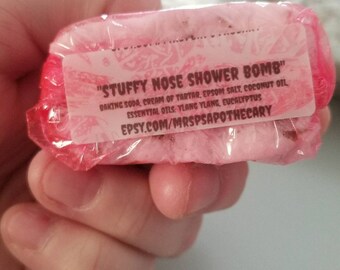 "STUFFY NOSE SHOWER BOMB"
BAKING SODA, CREAM OF TARTAR, EPSOM SALT, COCONUT OIL,
ESSENTIAL OILS, YLANG YLANG, EUCALYPTUS
EPSY.COM/MRSPSAPOTHECARY